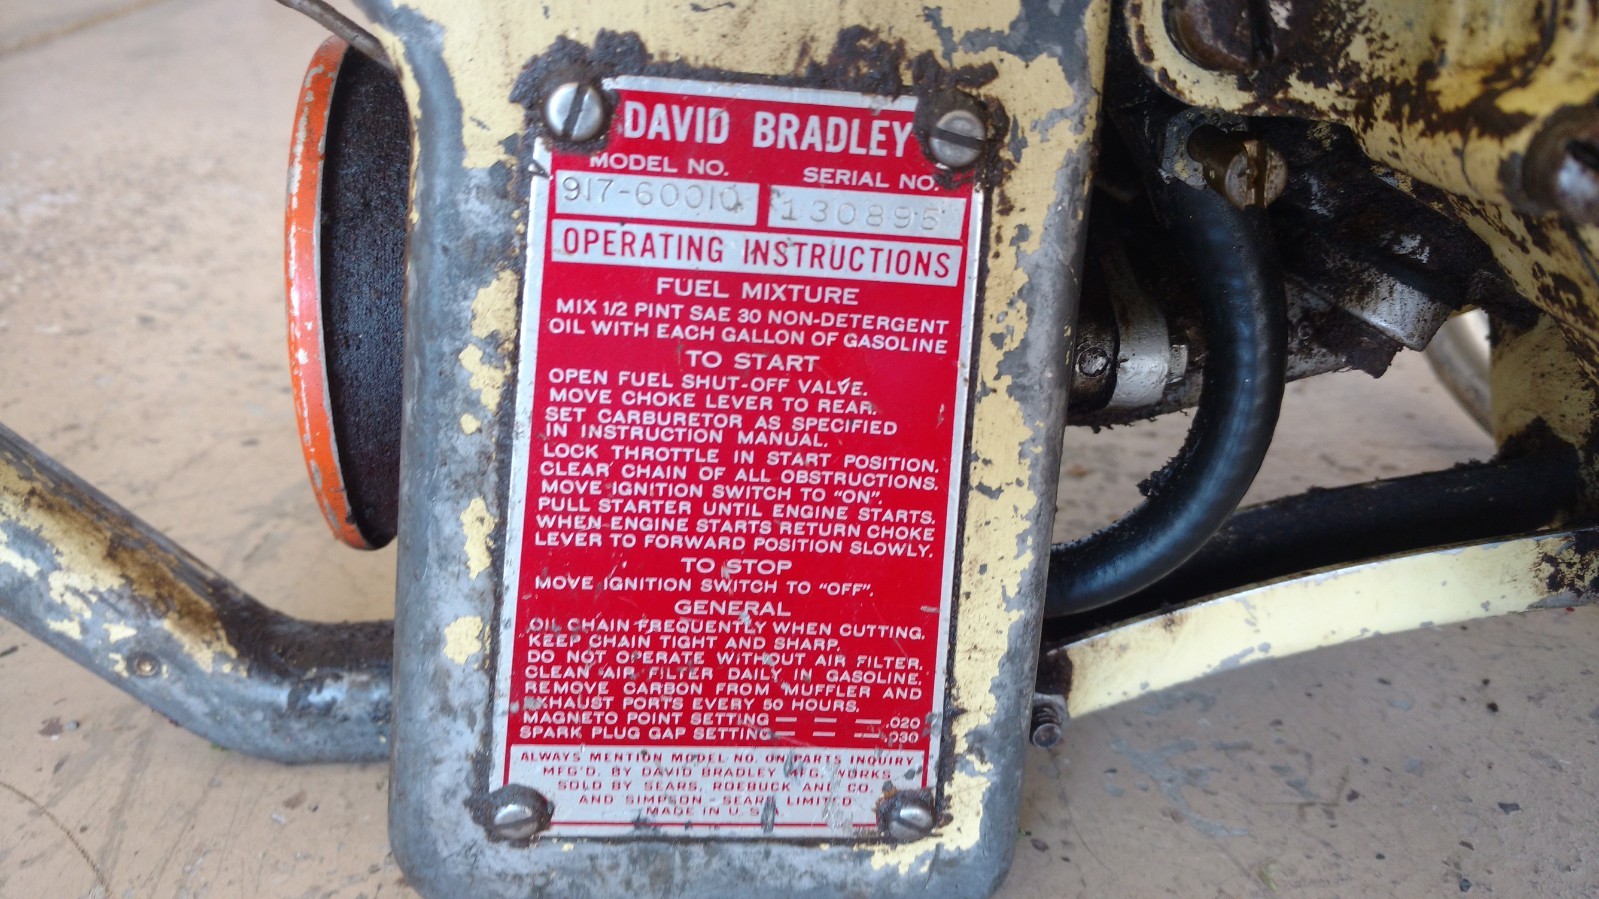 DAVID BRADLEY
MODEL NO. SERIAL NO.
917-60010 130895
OPERATING INSTRUCTIONS
FUEL MIXTURE
MIX 1/2 PINT SAE 30 NON-DETERGENT
OIL WITH EACH GALLON OF GASOLINE
TO START
OPEN FUEL SHUT-OFF VALVE.
MOVE CHOKE LEVER TO REAR.
SET CARBURETOR AS SPECIFIED
IN INSTRUCTION MANUAL.
LOCK THROTTLE IN START POSITION.
CLEAR CHAIN OF ALL OBSTRUCTIONS.
MOVE IGNITION SWITCH TO "ON".
PULL STARTER UNTIL ENGINE STARTS.
WHEN ENGINE STARTS RETURN CHOKE
LEVER TO FORWARD POSITION SLOWLY.
TO STOP
MOVE IGNITION SWITCH TO "OFF".
GENERAL
OIL CHAIN FREQUENTLY WHEN CUTTING.
KEEP CHAIN TIGHT AND SHARP.
DO NOT OPERATE WITHOUT AIR FILTER.
CLEAN AIR FILTER DAILY IN GASOLINE.
REMOVE CARBON FROM MUFFLER AND
EXHAUST PORTS EVERY 50 HOURS.
MAGNETO POINT SETTING — — — .020
SPARK PLUG GAP SETTING — — — .030
ALWAYS MENTION MODEL NO. ON PARTS INQUIRY
MFG'D. BY DAVID BRADLEY MFG. WORKS
SOLD BY SEARS, ROEBUCK AND CO.
AND SIMPSON - SEARS LIMITED
MADE IN U.S.A.